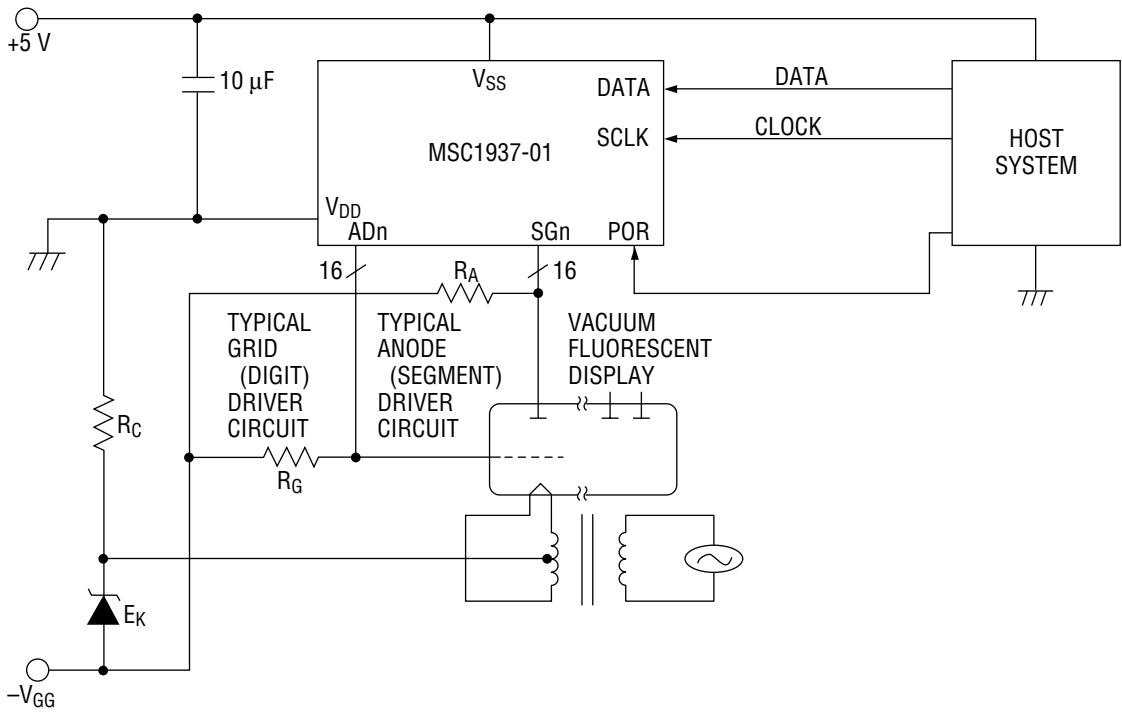 +5 V
10 μF
VSS
MSC1937-01
DATA
SCLK
DATA
CLOCK
HOST
SYSTEM
VDD
ADn
SGn
POR
16
16
RA
TYPICAL
GRID
(DIGIT)
DRIVER
CIRCUIT
TYPICAL
ANODE
(SEGMENT)
DRIVER
CIRCUIT
VACUUM
FLUORESCENT
DISPLAY
RC
RG
EK
–VGG